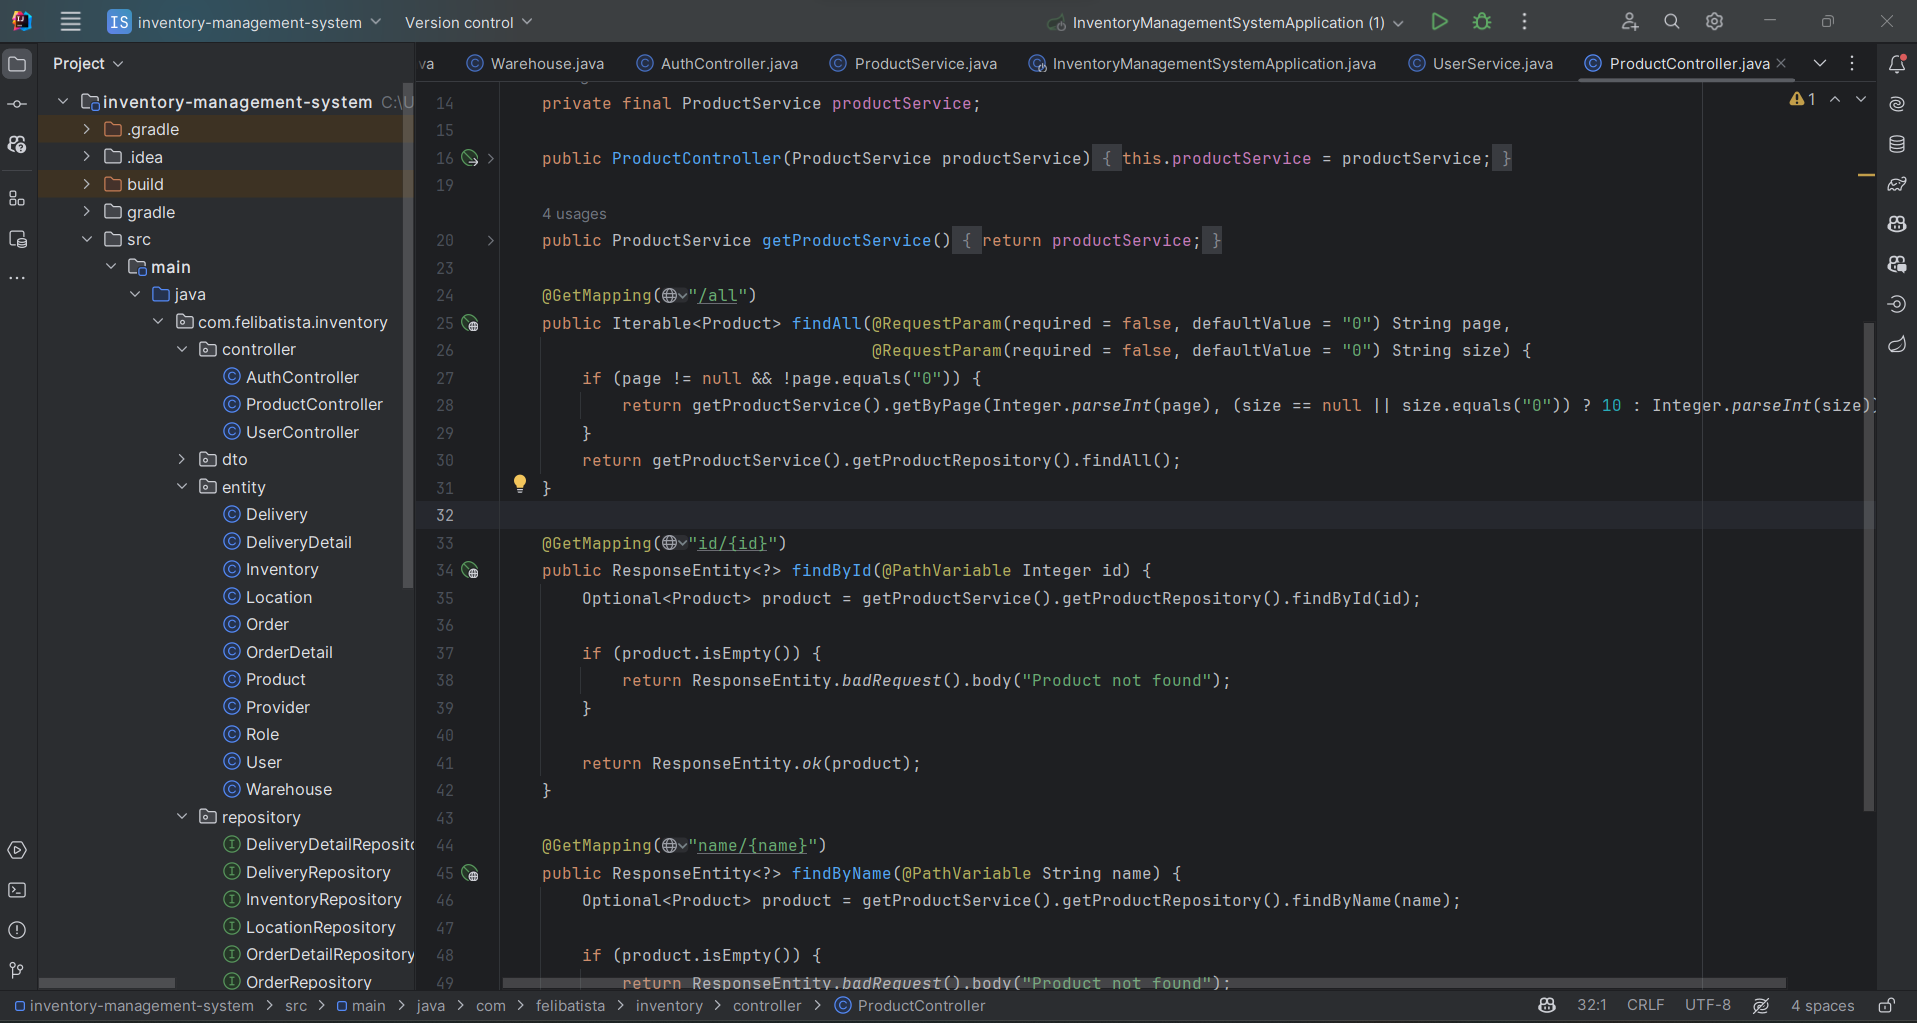 IS inventory-management-system Version control InventoryManagementSystemApplication (1)
Project
va Warehouse.java AuthController.java ProductService.java InventoryManagementSystemApplication.java UserService.java ProductController.java
inventory-management-system C:\U
.gradle
.idea
build
gradle
src
main
java
com.felibatista.inventory
controller
AuthController
ProductController
UserController
dto
entity
Delivery
DeliveryDetail
Inventory
Location
Order
OrderDetail
Product
Provider
Role
User
Warehouse
repository
DeliveryDetailReposito
DeliveryRepository
InventoryRepository
LocationRepository
OrderDetailRepository
OrderRepository
1
14 private final ProductService productService;
15
16 public ProductController(ProductService productService) { this.productService = productService; }
19
4 usages
20 public ProductService getProductService() { return productService; }
23
24 @GetMapping("/all")
25 public Iterable<Product> findAll(@RequestParam(required = false, defaultValue = "0") String page,
26 @RequestParam(required = false, defaultValue = "0") String size) {
27 if (page != null && !page.equals("0")) {
28 return getProductService().getByPage(Integer.parseInt(page), (size == null || size.equals("0")) ? 10 : Integer.parseInt(size)
29 }
30 return getProductService().getProductRepository().findAll();
31 }
32
33 @GetMapping("id/{id}")
34 public ResponseEntity<?> findById(@PathVariable Integer id) {
35 Optional<Product> product = getProductService().getProductRepository().findById(id);
36
37 if (product.isEmpty()) {
38 return ResponseEntity.badRequest().body("Product not found");
39 }
40
41 return ResponseEntity.ok(product);
42 }
43
44 @GetMapping("name/{name}")
45 public ResponseEntity<?> findByName(@PathVariable String name) {
46 Optional<Product> product = getProductService().getProductRepository().findByName(name);
47
48 if (product.isEmpty()) {
49 return ResponseEntity.badRequest().body("Product not found");
inventory-management-system > src > main > java > com > felibatista > inventory > controller > ProductController 32:1 CRLF UTF-8 4 spaces